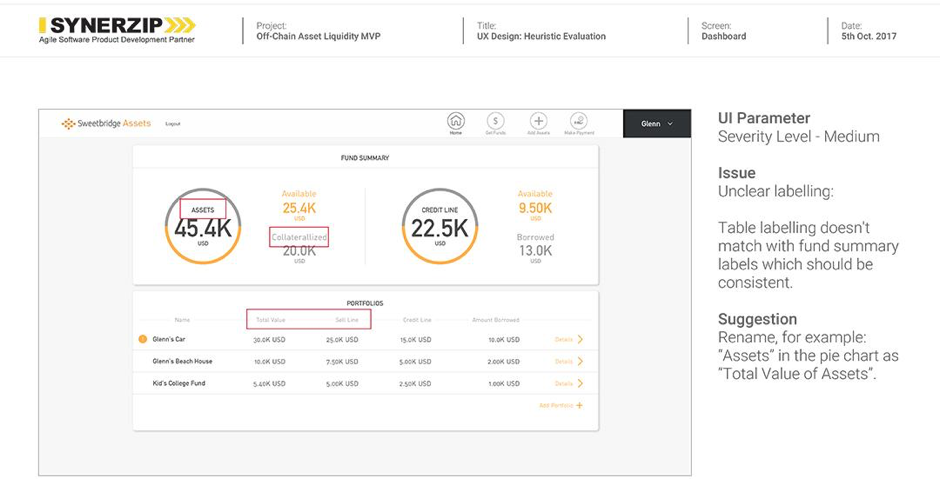 SYNERZIP
Agile Software Product Development Partner
Project:
Off-Chain Asset Liquidity MVP
Title:
UX Design: Heuristic Evaluation
Screen:
Dashboard
Date:
5th Oct. 2017
Sweetbridge Assets
Logout
Home
Get Funds
Add Assets
Make Payment
Glenn
FUND SUMMARY
ASSETS
45.4K
USD
Available
25.4K
USD
Collaterallized
20.0K
USD
CREDIT LINE
22.5K
USD
Available
9.50K
USD
Borrowed
13.0K
USD
PORTFOLIOS
Name Total Value Sell Line Credit Line Amount Borrowed
Glenn's Car 30.0K USD 25.0K USD 15.0K USD 10.0K USD Details
Glenn's Beach House 10.0K USD 7.50K USD 5.00K USD 2.00K USD Details
Kid's College Fund 5.40K USD 5.00K USD 2.50K USD 1.00K USD Details
Add Portfolio +
UI Parameter
Severity Level - Medium
Issue
Unclear labelling:
Table labelling doesn't
match with fund summary
labels which should be
consistent.
Suggestion
Rename, for example:
"Assets" in the pie chart as
"Total Value of Assets".